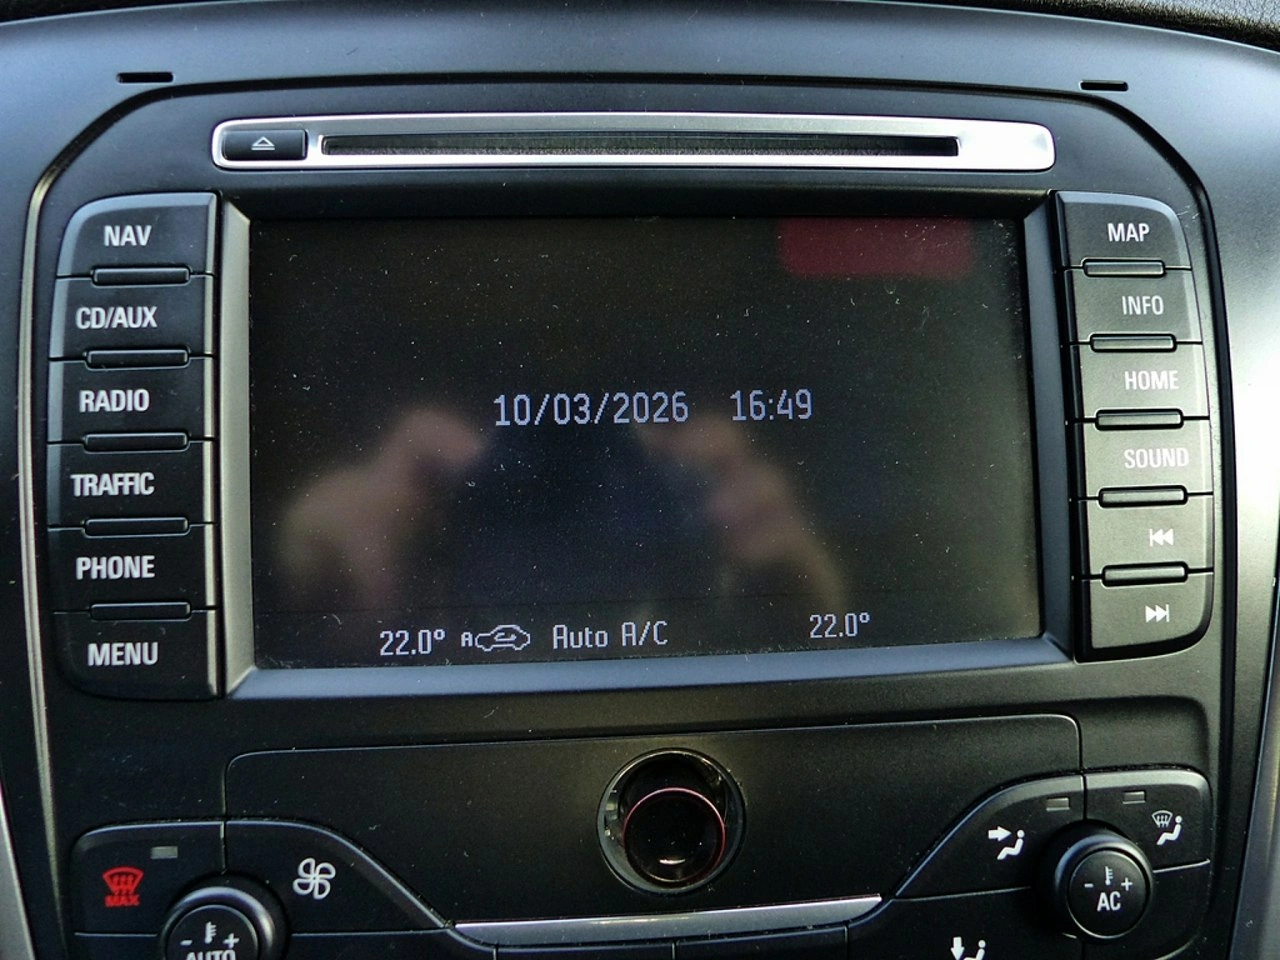 NAV
CD/AUX
RADIO
TRAFFIC
PHONE
MENU
MAP
INFO
HOME
SOUND
10/03/2026 16:49
22.0° A Auto A/C 22.0°
MAX
- + AUTO
- + AC